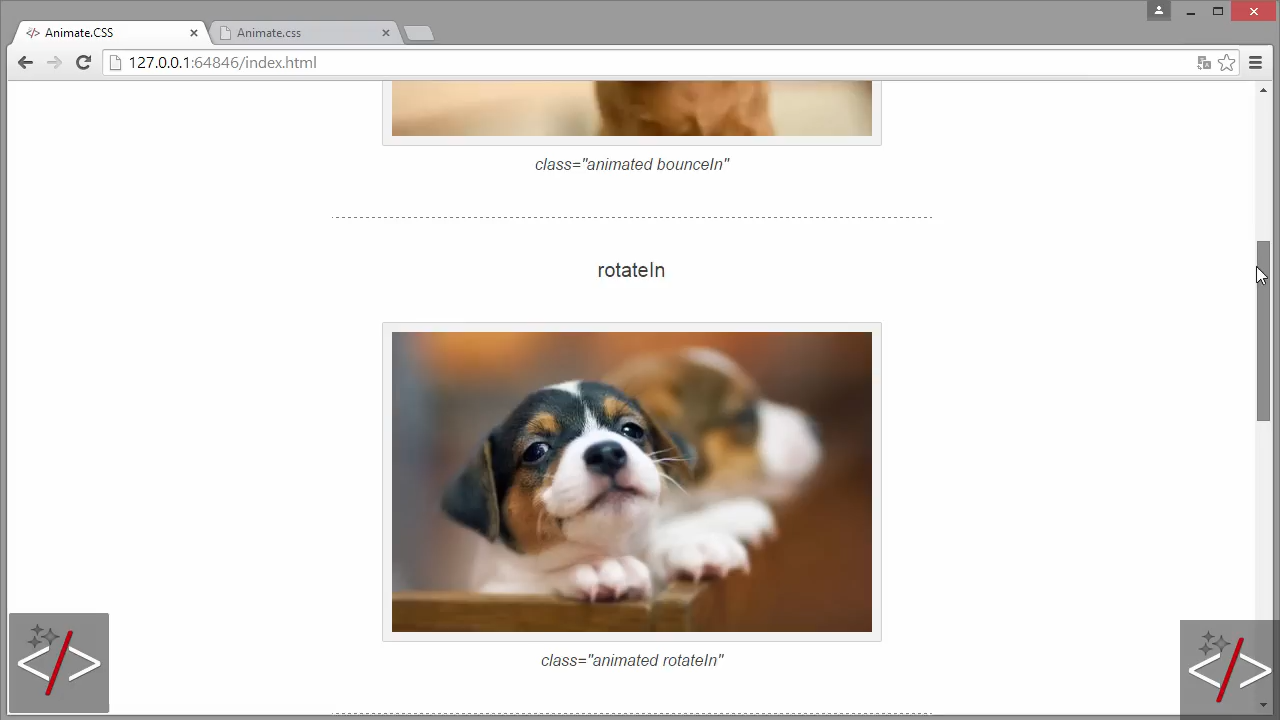 Animate.CSS
Animate.css
127.0.0.1:64846/index.html
class="animated bounceIn"
rotateIn
class="animated rotateIn"